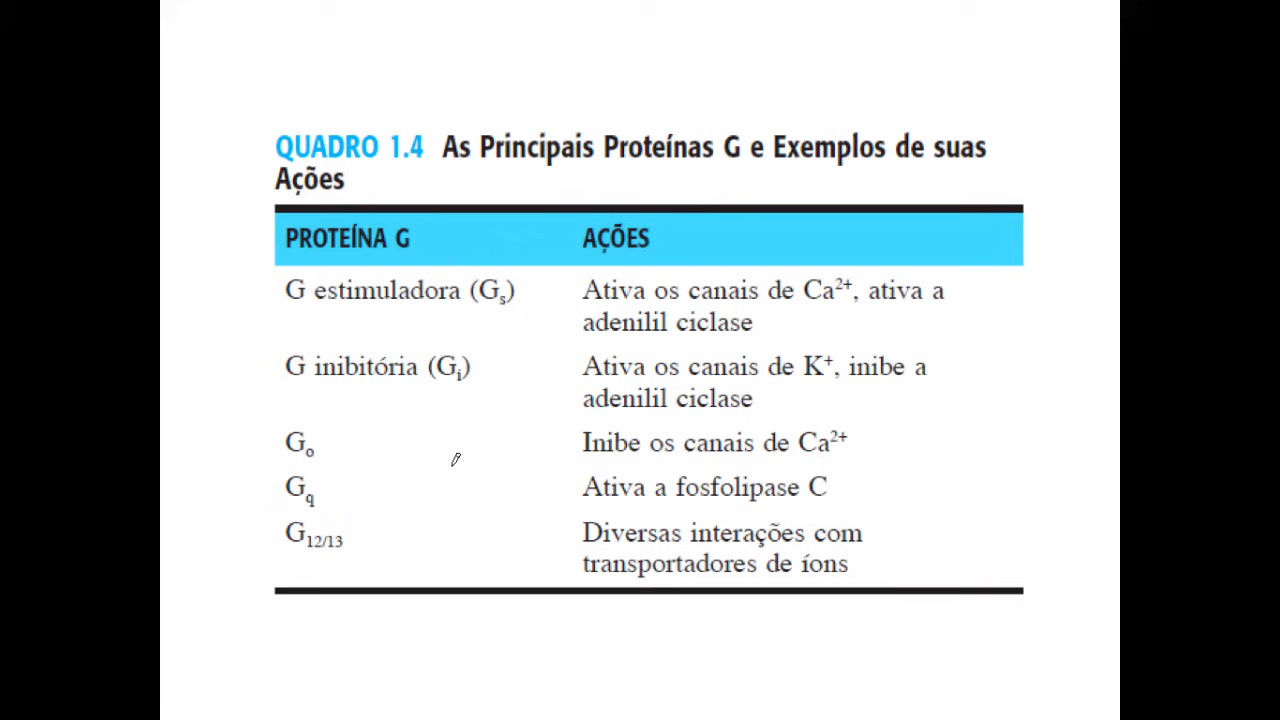 QUADRO 1.4 As Principais Proteínas G e Exemplos de suas
Ações
PROTEÍNA G AÇÕES
G estimuladora (Gs) Ativa os canais de Ca²⁺, ativa a
adenilil ciclase
G inibitória (Gi) Ativa os canais de K⁺, inibe a
adenilil ciclase
Go Inibe os canais de Ca²⁺
Gq Ativa a fosfolipase C
G12/13 Diversas interações com
transportadores de íons